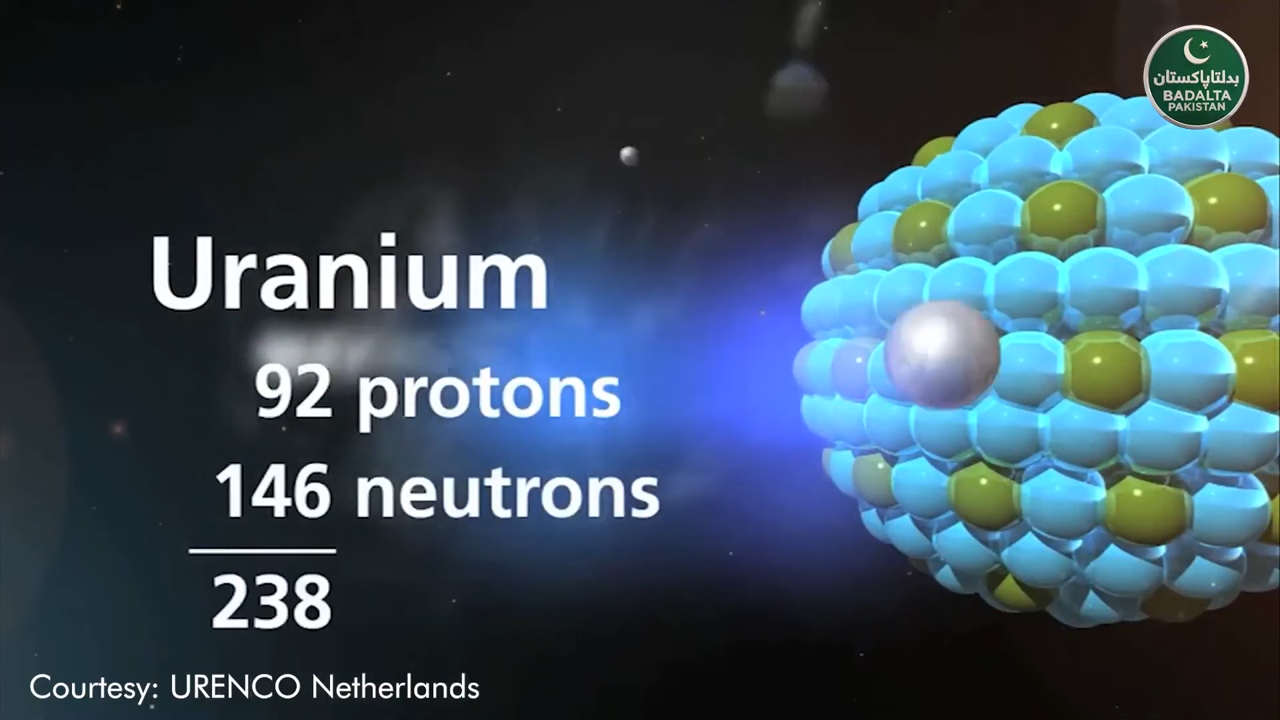 بدلتا پاکستان
BADALTA
PAKISTAN
Uranium
92 protons
146 neutrons
238
Courtesy: URENCO Netherlands